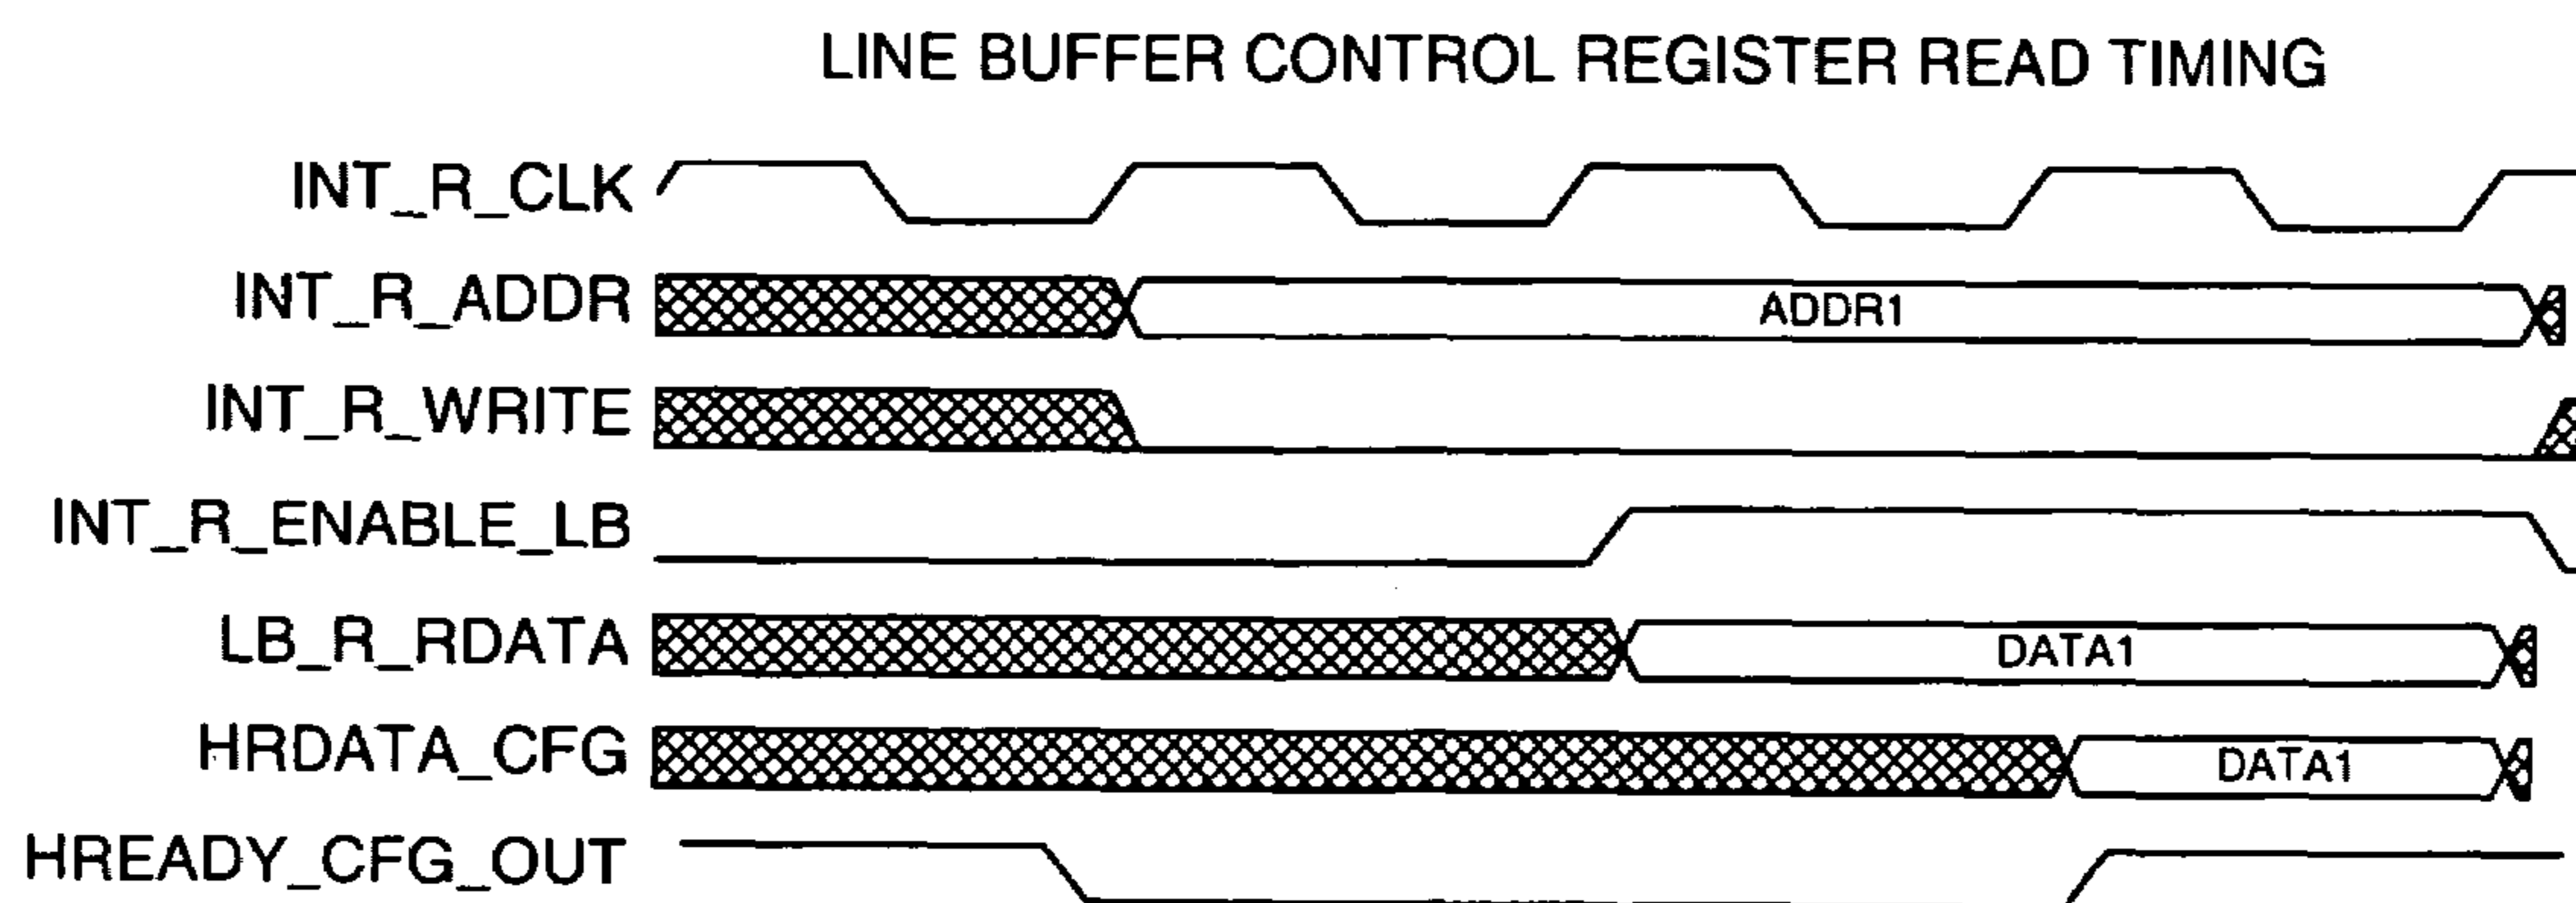 LINE BUFFER CONTROL REGISTER READ TIMING
INT_R_CLK
INT_R_ADDR
ADDR1
INT_R_WRITE
INT_R_ENABLE_LB
LB_R_RDATA
DATA1
HRDATA_CFG
DATA1
HREADY_CFG_OUT